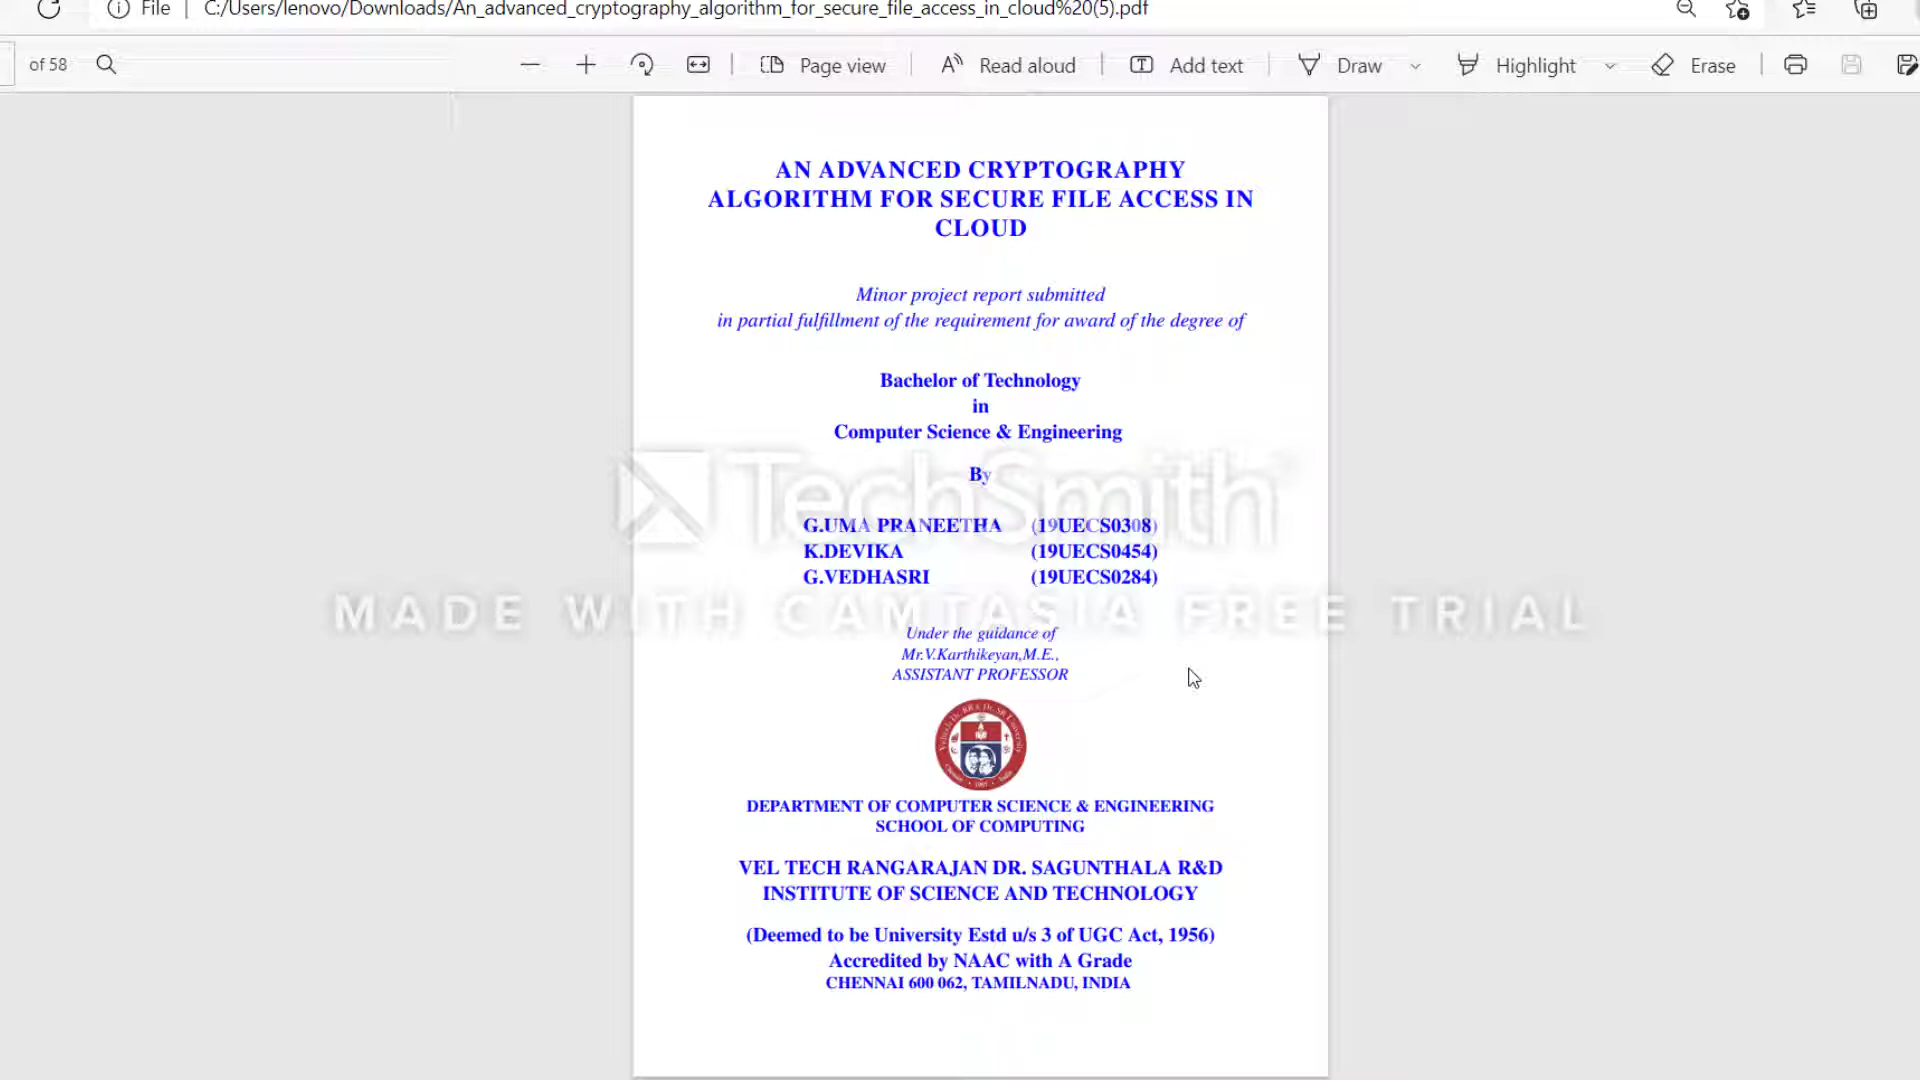 File
C:/Users/lenovo/Downloads/An_advanced_cryptography_algorithm_for_secure_file_access_in_cloud%20(5).pdf
of 58
Page view
Read aloud
Add text
Draw
Highlight
Erase
AN ADVANCED CRYPTOGRAPHY
ALGORITHM FOR SECURE FILE ACCESS IN
CLOUD
Minor project report submitted
in partial fulfillment of the requirement for award of the degree of
Bachelor of Technology
in
Computer Science & Engineering
By
TechSmith
G.UMA PRANEETHA (19UECS0308)
K.DEVIKA (19UECS0454)
G.VEDHASRI (19UECS0284)
MADE WITH CAMTASIA FREE TRIAL
Under the guidance of
Mr.V.Karthikeyan,M.E.,
ASSISTANT PROFESSOR
DEPARTMENT OF COMPUTER SCIENCE & ENGINEERING
SCHOOL OF COMPUTING
VEL TECH RANGARAJAN DR. SAGUNTHALA R&D
INSTITUTE OF SCIENCE AND TECHNOLOGY
(Deemed to be University Estd u/s 3 of UGC Act, 1956)
Accredited by NAAC with A Grade
CHENNAI 600 062, TAMILNADU, INDIA